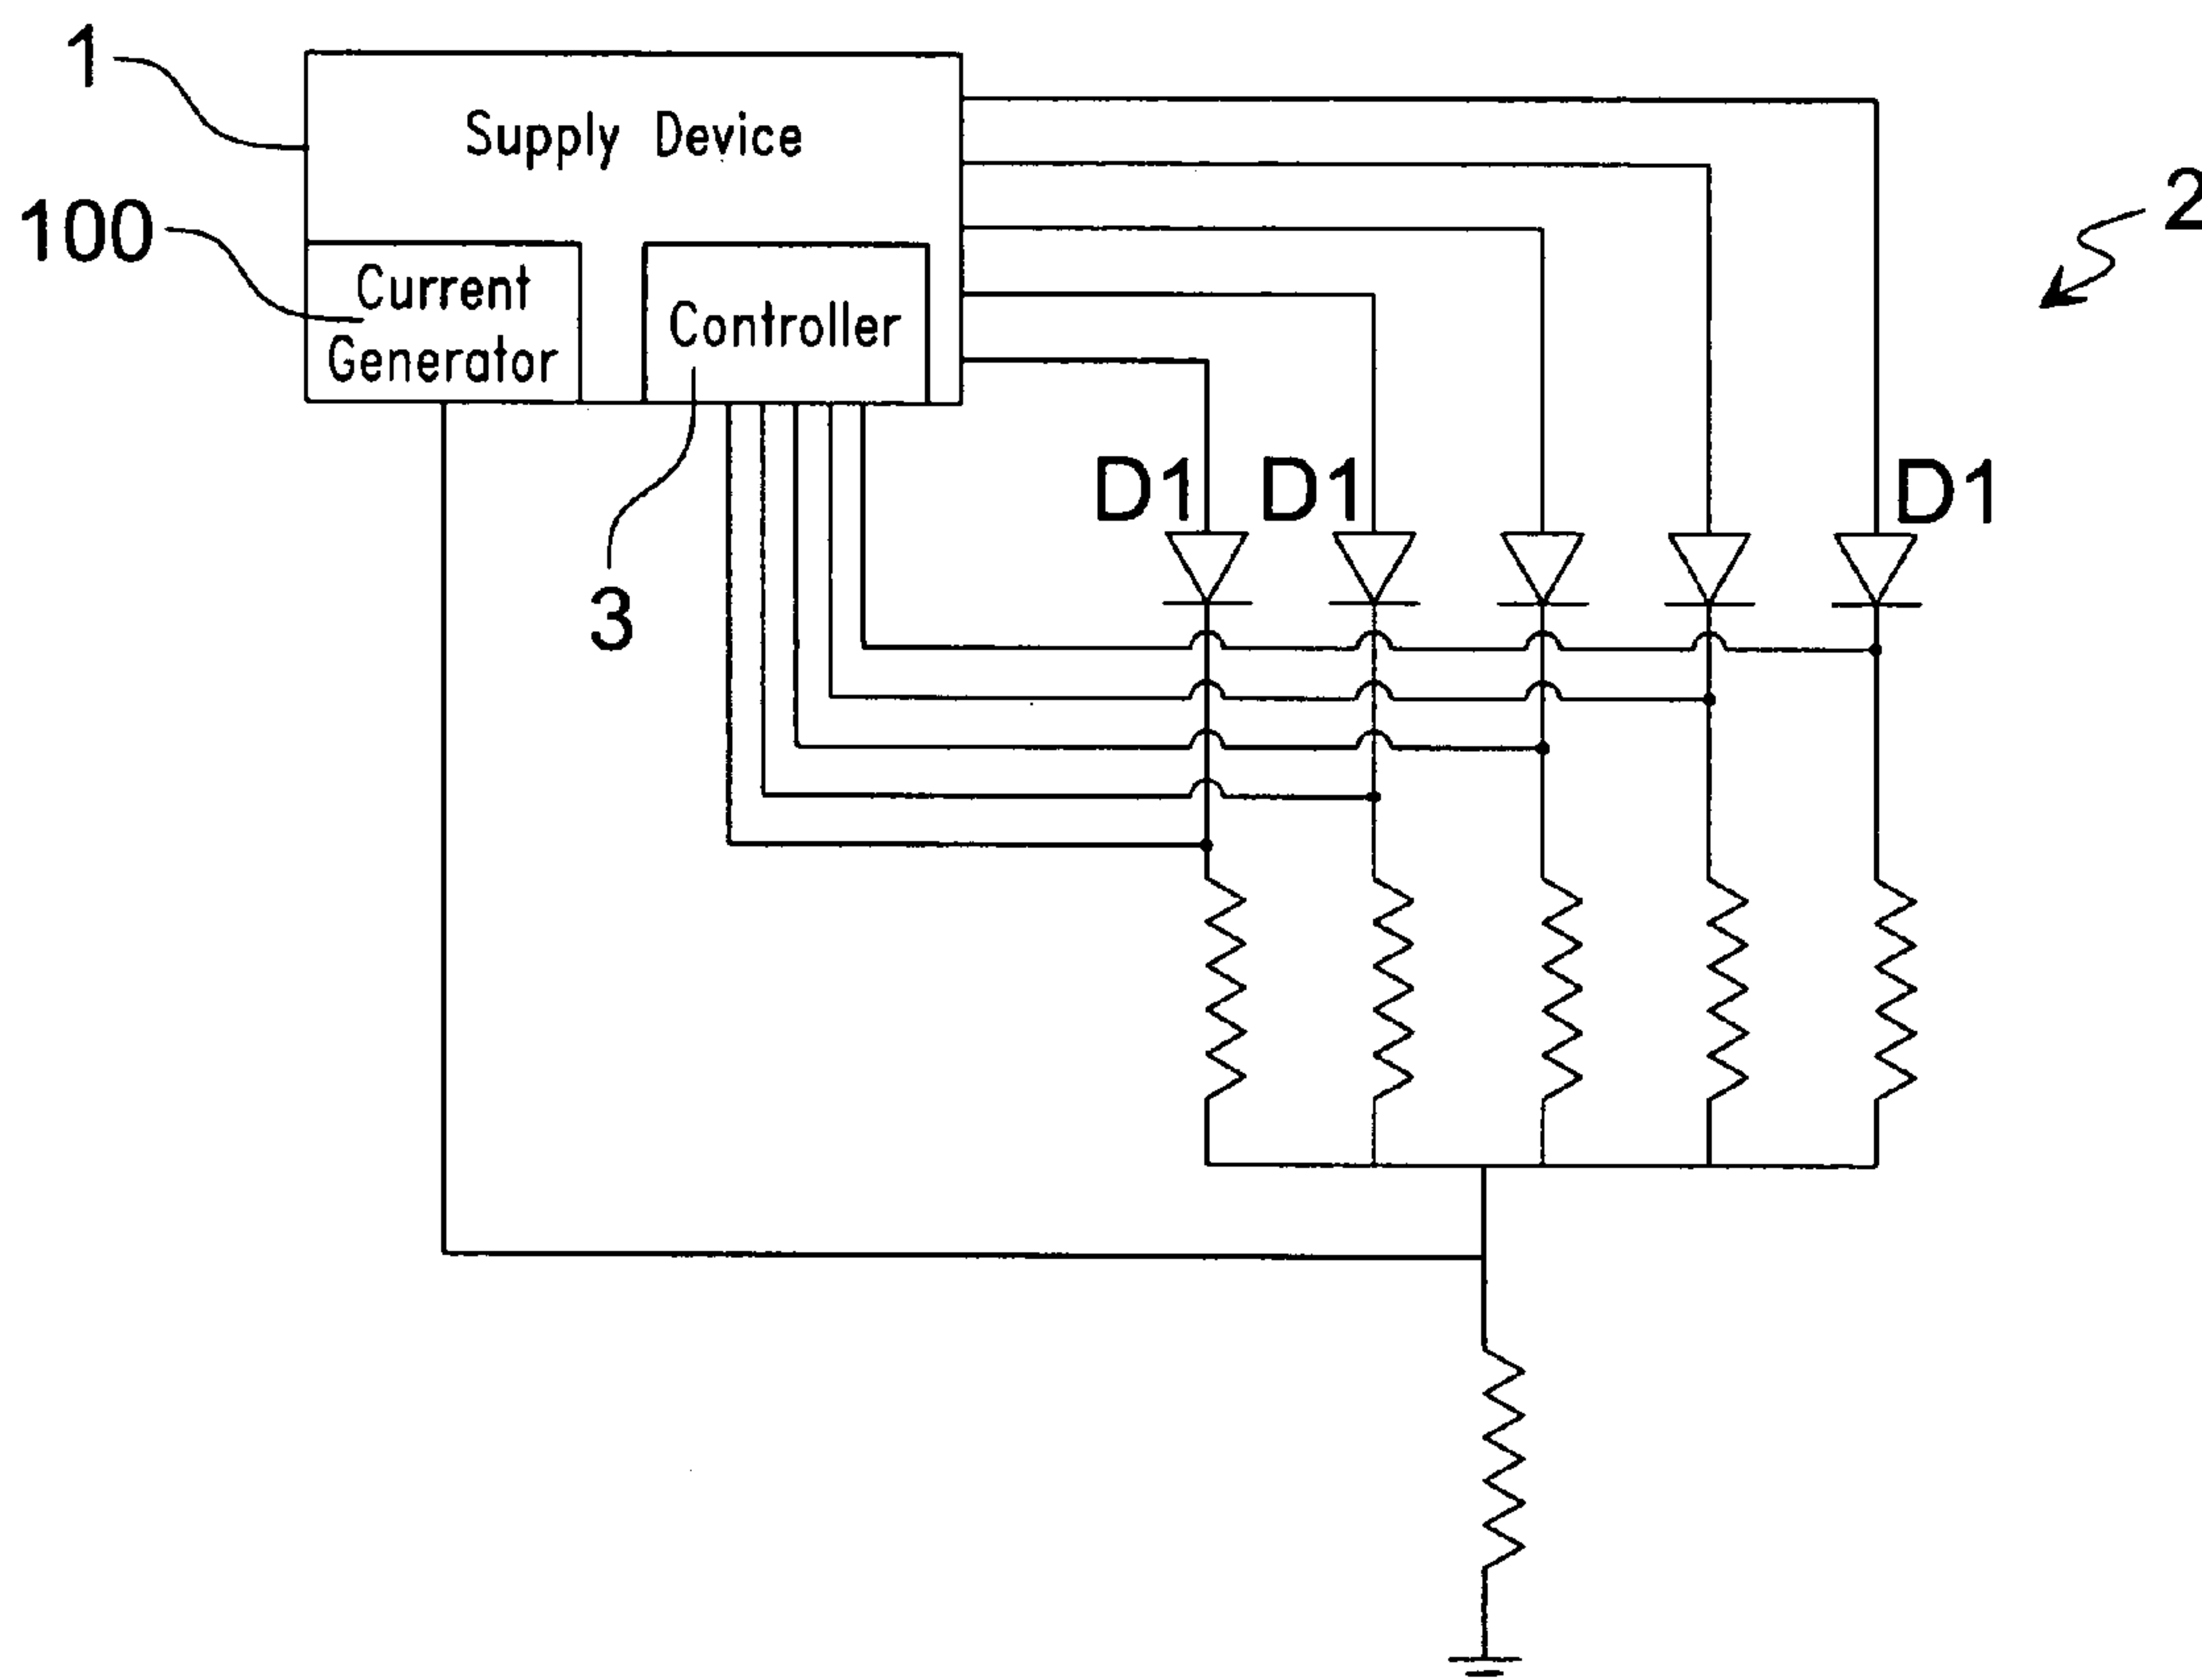 1
Supply Device
2
100
Current
Generator
Controller
D1
D1
D1
3